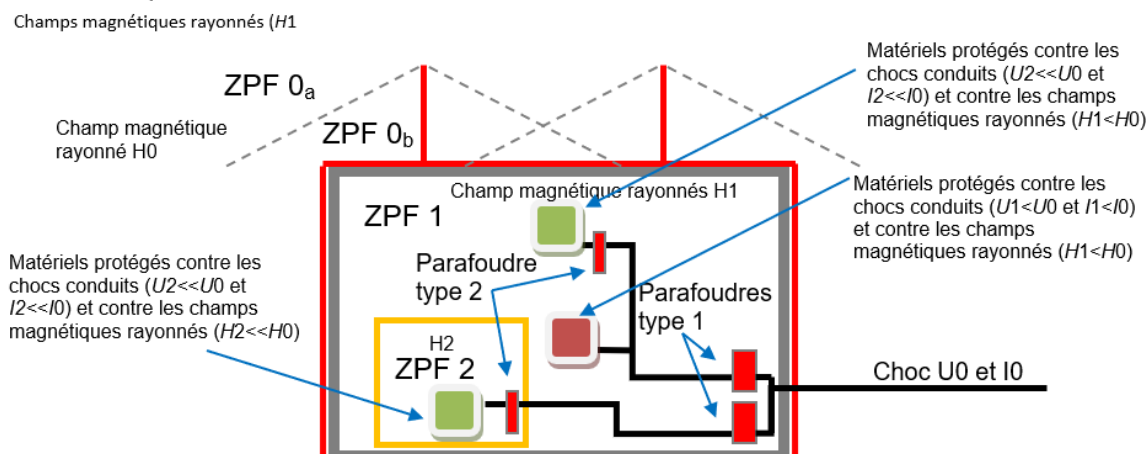 Champs magnétiques rayonnés (H1
Matériels protégés contre les
chocs conduits (U2<<U0 et
I2<<I0) et contre les champs
magnétiques rayonnés (H1<H0)
ZPF 0a
Champ magnétique
rayonné H0
ZPF 0b
Champ magnétique rayonnés H1
ZPF 1
Matériels protégés contre les
chocs conduits (U1<U0 et I1<I0)
et contre les champs
magnétiques rayonnés (H1<H0)
Matériels protégés contre les
chocs conduits (U2<<U0 et
I2<<I0) et contre les champs
magnétiques rayonnés (H2<<H0)
Parafoudre
type 2
Parafoudres
type 1
H2
ZPF 2
Choc U0 et I0